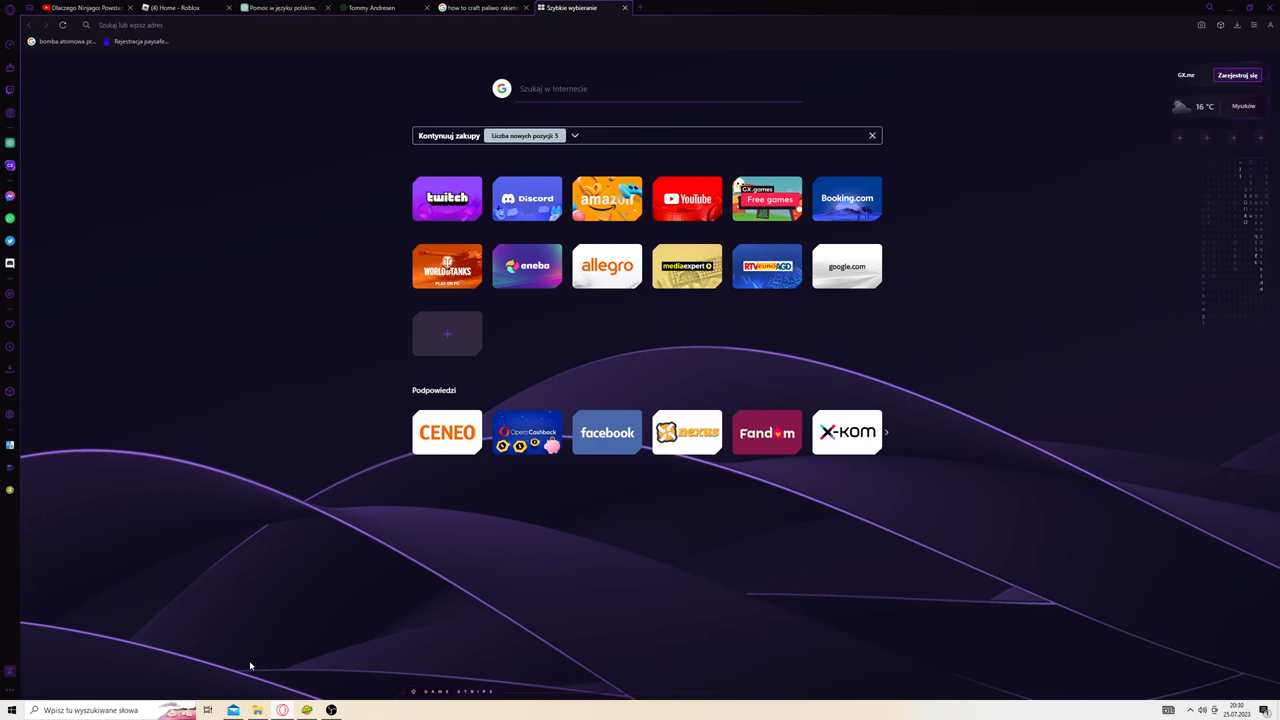 Dlaczego Ninjago: Powsta
(4) Home - Roblox
Pomoc w języku polskim.
Tommy Andresen
how to craft paliwo rakieto
Szybkie wybieranie
Szukaj lub wpisz adres
bomba atomowa pr...
Rejestracja paysafe...
Szukaj w Internecie
GX.me
Zarejestruj się
16 °C
Myszków
Kontynuuj zakupy
Liczba nowych pozycji: 5
twitch
Discord
amazon
YouTube
GX.games
Free games
Booking.com
WORLD OF TANKS
PLAY ON PC
eneba
allegro
mediaexpert
RTV EURO AGD
google.com
Podpowiedzi
CENEO
Opera Cashback
facebook
nexus
Fandom
X-KOM
GAME STRIPS
Wpisz tu wyszukiwane słowa
20:30
25.07.2023